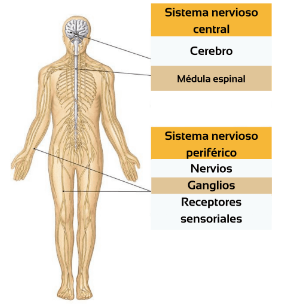 Sistema nervioso
central
Cerebro
Médula espinal
Sistema nervioso
periférico
Nervios
Ganglios
Receptores
sensoriales